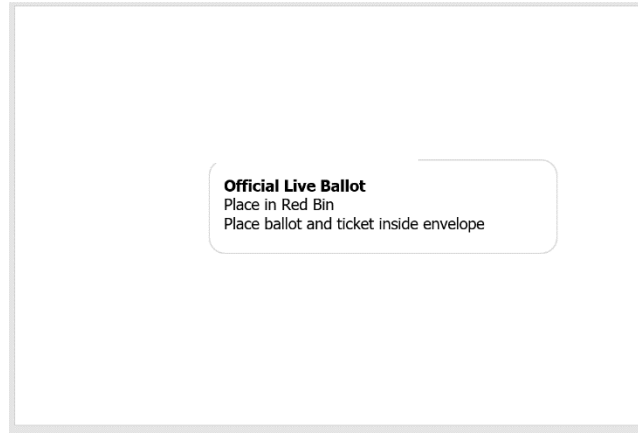 Official Live Ballot
Place in Red Bin
Place ballot and ticket inside envelope